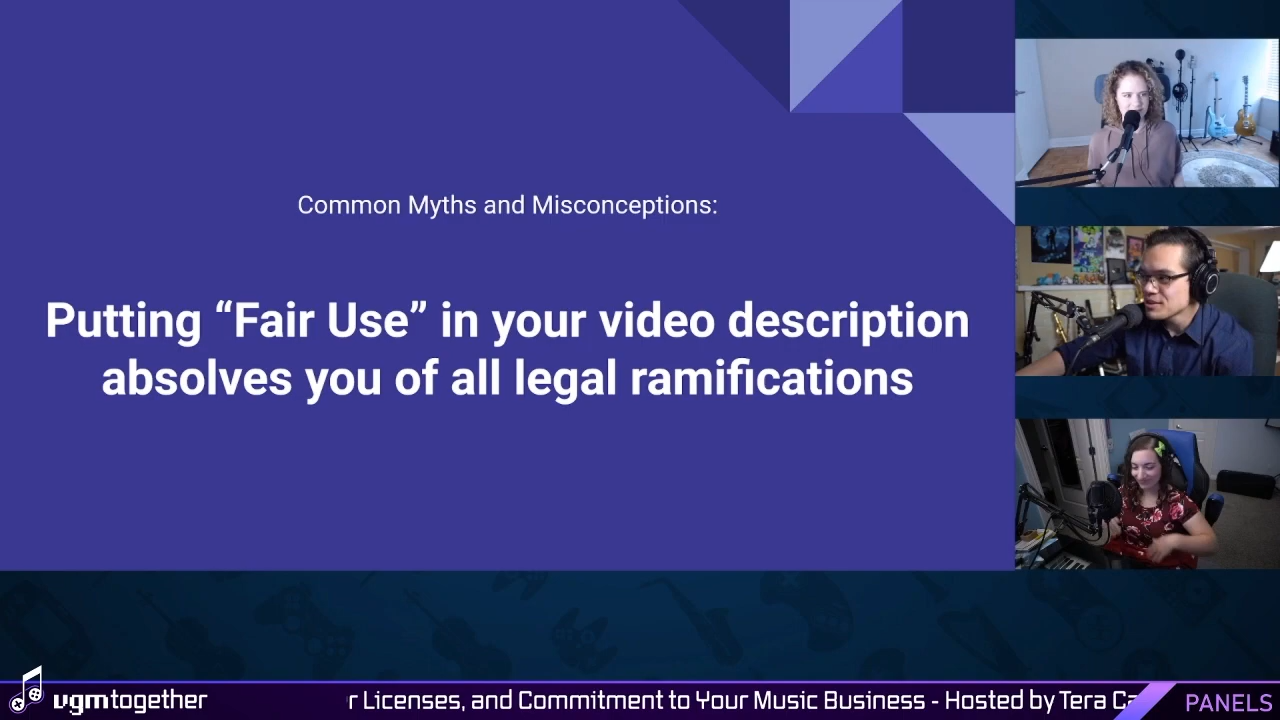 Common Myths and Misconceptions:
Putting “Fair Use” in your video description
absolves you of all legal ramifications
vgmtogether
r Licenses, and Commitment to Your Music Business - Hosted by Tera Ca
PANELS